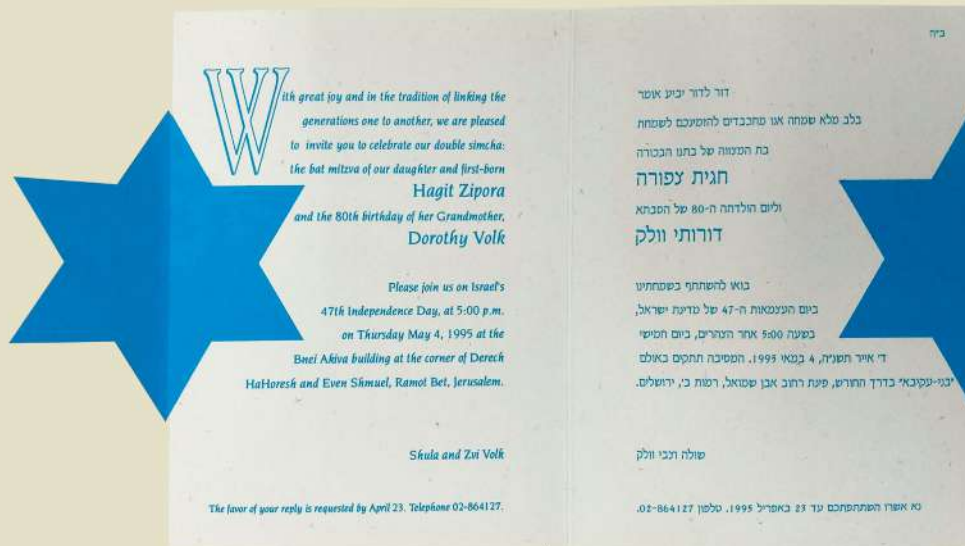 With great joy and in the tradition of linking the
generations one to another, we are pleased
to invite you to celebrate our double simcha:
the bat mitzva of our daughter and first-born
Hagit Zipora
and the 80th birthday of her Grandmother,
Dorothy Volk
Please join us on Israel's
47th Independence Day, at 5:00 p.m.
on Thursday May 4, 1995 at the
Bnei Akiva building at the corner of Derech
HaHoresh and Even Shmuel, Ramot Bet, Jerusalem.
Shula and Zvi Volk
The favor of your reply is requested by April 23. Telephone 02-864127.
ב״ה
דור לדור יביע אומר
בלב מלא שמחה אנו מתכבדים להזמינכם לשמחת
בת המצווה של בתנו הבכורה
חגית צפורה
וליום הולדתה ה-80 של הסבתא
דורותי וולק
בואו להשתתף בשמחתינו
ביום העצמאות ה-47 של מדינת ישראל,
בשעה 5:00 אחר הצהרים, ביום חמישי
ד׳ אייר תשנ״ה, 4 במאי 1995. המסיבה תתקים באולם
״בני-עקיבא״ בדרך החורש, פינת רחוב אבן שמואל, רמות ב׳, ירושלים.
שולה וצבי וולק
נא אשרו השתתפתכם עד 23 באפריל 1995. טלפון 02-864127.